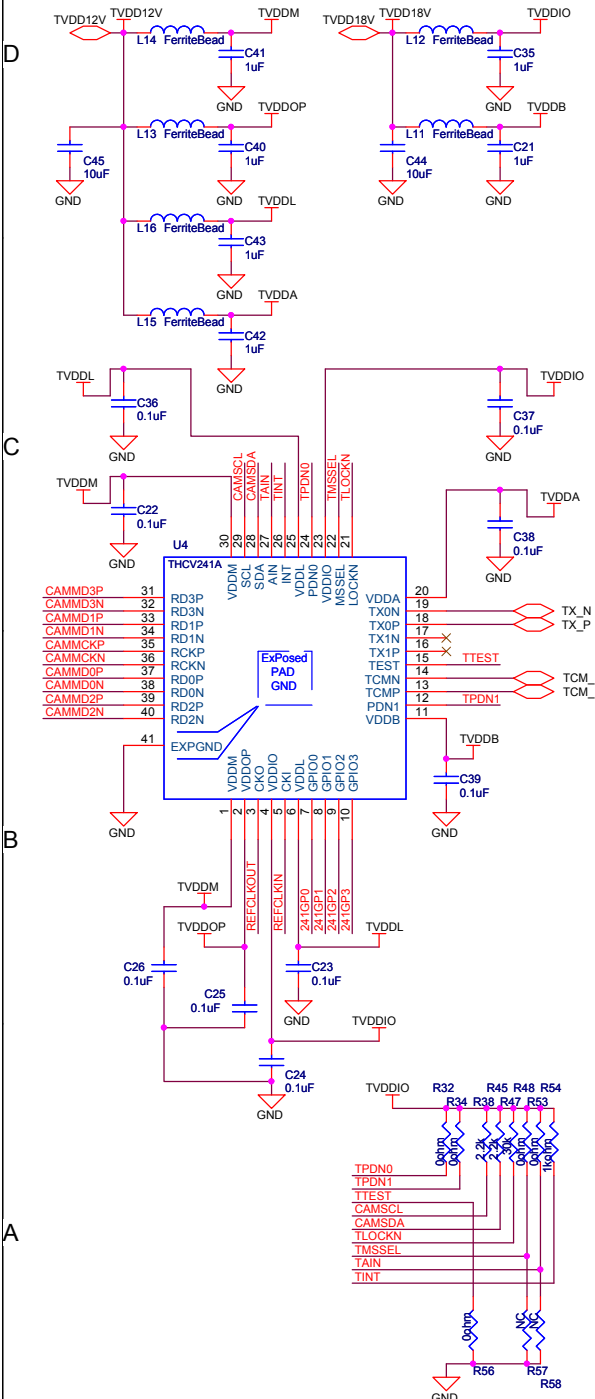 D
TVDD12V TVDD12V TVDDM TVDD18V TVDD18V TVDDIO
L14 FerriteBead C41 1uF GND
L12 FerriteBead C35 1uF GND
L13 FerriteBead TVDDOP C40 1uF GND
L11 FerriteBead TVDDB C21 1uF GND
C45 10uF GND
C44 10uF GND
L16 FerriteBead TVDDL C43 1uF GND
L15 FerriteBead TVDDA C42 1uF GND
C
TVDDL C36 0.1uF GND
TVDDIO C37 0.1uF GND
TVDDM C22 0.1uF GND
TVDDA C38 0.1uF GND
CAMSCL CAMSDA TAIN TINT TPDN0 TMSSEL TLOCKN
30 29 28 27 26 25 24 23 22 21
U4
THCV241A
VDDM SCL SDA AIN INT VDDL PDN0 VDDIO MSSEL LOCKN
CAMMD3P 31 RD3P
CAMMD3N 32 RD3N
CAMMD1P 33 RD1P
CAMMD1N 34 RD1N
CAMMCKP 35 RCKP
CAMMCKN 36 RCKN
CAMMD0P 37 RD0P
CAMMD0N 38 RD0N
CAMMD2P 39 RD2P
CAMMD2N 40 RD2N
41 EXPGND
GND
ExPosed
PAD
GND
VDDA 20
TX0N 19 TX_N
TX0P 18 TX_P
TX1N 17
TX1P 16
TEST 15 TTEST
TCMN 14 TCM_
TCMP 13 TCM_
PDN1 12 TPDN1
VDDB 11
TVDDB C39 0.1uF GND
VDDM VDDOP CKO VDDIO CKI VDDL GPIO0 GPIO1 GPIO2 GPIO3
1 2 3 4 5 6 7 8 9 10
B
REFCLKOUT REFCLKIN 241GP0 241GP1 241GP2 241GP3
TVDDM
TVDDOP
TVDDL
C26 0.1uF
C25 0.1uF
C23 0.1uF GND
TVDDIO
C24 0.1uF
GND
A
TVDDIO
R32 R34 R38 R45 R47 R48 R53 R54
0ohm 0ohm 2.2k 2.2k 30k 0ohm 0ohm 1kohm
TPDN0
TPDN1
TTEST
CAMSCL
CAMSDA
TLOCKN
TMSSEL
TAIN
TINT
0ohm NC NC
R56 R57 R58
GND